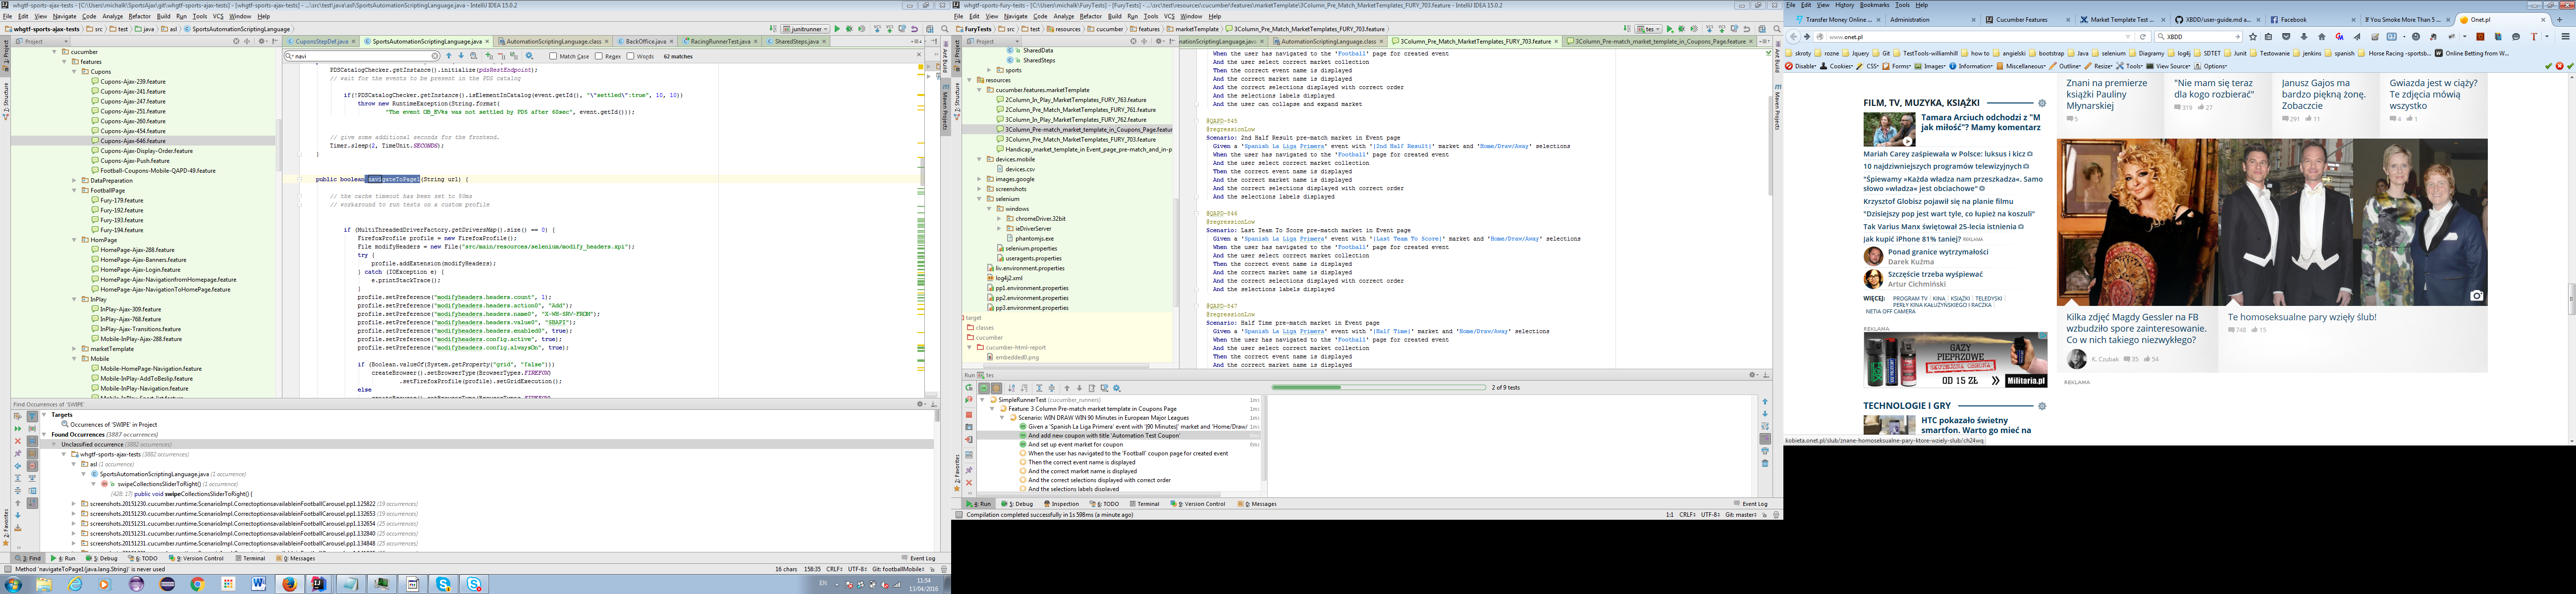 whgtf-sports-ajax-tests - [C:\Users\michalk\SportsAjax\git\whgtf-sports-ajax-tests] - [whgtf-sports-ajax-tests] - ...\src\test\java\asl\SportsAutomationScriptingLanguage.java - IntelliJ IDEA 15.0.2
File Edit View Navigate Code Analyze Refactor Build Run Tools VCS Window Help
whgtf-sports-ajax-tests src test java asl SportsAutomationScriptingLanguage
Project
cucumber
features
Cupons
Cupons-Ajax-239.feature
Cupons-Ajax-241.feature
Cupons-Ajax-247.feature
Cupons-Ajax-251.feature
Cupons-Ajax-260.feature
Cupons-Ajax-454.feature
Cupons-Ajax-646.feature
Cupons-Ajax-Display-Order.feature
Cupons-Ajax-Push.feature
Football-Coupons-Mobile-QAPD-49.feature
DataPreparation
FootballPage
Fury-179.feature
Fury-192.feature
Fury-193.feature
Fury-194.feature
HomPage
HomePage-Ajax-288.feature
HomePage-Ajax-Banners.feature
HomePage-Ajax-Login.feature
HomePage-Ajax-NavigationfromHomepage.feature
HomePage-Ajax-NavigationToHomePage.feature
InPlay
InPlay-Ajax-309.feature
InPlay-Ajax-768.feature
InPlay-Ajax-Transitions.feature
Mobile-InPlay-Ajax-288.feature
marketTemplate
Mobile
Mobile-HomePage-Navigation.feature
Mobile-InPlay-AddToBeslip.feature
Mobile-InPlay-Navigation.feature
CuponsStepDef.java SportsAutomationScriptingLanguage.java AutomationScriptingLanguage.class BackOffice.java RacingRunnerTest.java SharedSteps.java
navi Match Case Regex Words 62 matches
PDSCatalogChecker.getInstance().initialize(pdsRestEndpoint);
// wait for the events to be present in the PDS catalog
if(!PDSCatalogChecker.getInstance().isElementInCatalog(event.getId(), "\"settled\":true", 10, 10))
throw new RuntimeException(String.format(
"The event OB_EV%s was not settled by PDS after 60sec", event.getId()));
// give some additional seconds for the frontend.
Timer.sleep(2, TimeUnit.SECONDS);
}
public boolean navigateToPage1(String url) {
// the cache timeout has been set to 50ms
// workaround to run tests on a custom profile
if (MultiThreadedDriverFactory.getDriversMap().size() == 0) {
FirefoxProfile profile = new FirefoxProfile();
File modifyHeaders = new File("src/main/resources/selenium/modify_headers.xpi");
try {
profile.addExtension(modifyHeaders);
} catch (IOException e) {
e.printStackTrace();
}
profile.setPreference("modifyheaders.headers.count", 1);
profile.setPreference("modifyheaders.headers.action0", "Add");
profile.setPreference("modifyheaders.headers.name0", "X-WH-SRV-FROM");
profile.setPreference("modifyheaders.headers.value0", "SHAPI");
profile.setPreference("modifyheaders.headers.enabled0", true);
profile.setPreference("modifyheaders.config.active", true);
profile.setPreference("modifyheaders.config.alwaysOn", true);
if (Boolean.valueOf(System.getProperty("grid", "false")))
createBrowser().setBrowserType(BrowserTypes.FIREFOX)
.setFirefoxProfile(profile).setGridExecution();
else
Find Occurrences of 'SWIPE'
Targets
Occurrences of 'SWIPE' in Project
Found Occurrences (3887 occurrences)
Unclassified occurrence (3882 occurrences)
whgtf-sports-ajax-tests (3882 occurrences)
asl (1 occurrence)
SportsAutomationScriptingLanguage.java (1 occurrence)
swipeCollectionsSliderToRight() (1 occurrence)
(428: 17) public void swipeCollectionsSliderToRight() {
screenshots.20151230.cucumber.runtime.ScenarioImpl.CorrectoptionsavailableinFootballCarousel.pp1.125822 (19 occurrences)
screenshots.20151230.cucumber.runtime.ScenarioImpl.CorrectoptionsavailableinFootballCarousel.pp1.132653 (19 occurrences)
screenshots.20151231.cucumber.runtime.ScenarioImpl.CorrectoptionsavailableinFootballCarousel.pp1.132654 (25 occurrences)
screenshots.20151231.cucumber.runtime.ScenarioImpl.CorrectoptionsavailableinFootballCarousel.pp1.132840 (25 occurrences)
screenshots.20151231.cucumber.runtime.ScenarioImpl.CorrectoptionsavailableinFootballCarousel.pp1.134848 (25 occurrences)
3: Find 4: Run 5: Debug 6: TODO 9: Version Control Terminal 0: Messages Event Log
Method 'navigateToPage1(java.lang.String)' is never used 16 chars 158:35 CRLF UTF-8 Git: footballMobile
EN 11:54
13/04/2016
whgtf-sports-fury-tests - [C:\Users\michalk\FuryTests] - [FuryTests] - ...\src\test\resources\cucumber\features\marketTemplate\3Column_Pre_Match_MarketTemplates_FURY_703.feature - IntelliJ IDEA 15.0.2
File Edit View Navigate Code Analyze Refactor Build Run Tools VCS Window Help
furyTests src test resources cucumber features marketTemplate 3Column_Pre_Match_MarketTemplates_FURY_703.feature
Project
SharedData
SharedSteps
sports
resources
cucumber.features.marketTemplate
2Column_In_Play_MarketTemplates_FURY_763.feature
2Column_Pre_Match_MarketTemplates_FURY_761.feature
3Column_In_Play_MarketTemplates_FURY_762.feature
3Column_Pre-match_market_template_in_Coupons_Page.feature
3Column_Pre_Match_MarketTemplates_FURY_703.feature
Handicap_market_template_in Event_page_pre-match_and_in-p
devices.mobile
devices.csv
images.google
screenshots
selenium
windows
chromeDriver.32bit
ieDriverServer
phantomjs.exe
selenium.properties
useragents.properties
liv.environment.properties
log4j2.xml
pp1.environment.properties
pp2.environment.properties
pp3.environment.properties
target
classes
cucumber
cucumber-html-report
embedded0.png
AutomationScriptingLanguage.class 3Column_Pre_Match_MarketTemplates_FURY_703.feature 3Column_Pre-match_market_template_in_Coupons_Page.feature
When the user has navigated to the 'Football' page for created event
And the user select correct market collection
Then the correct event name is displayed
And the correct market name is displayed
And the correct selections displayed with correct order
And the selections labels displayed
And the user can collapse and expand market
@QAPD-845
@regressionLow
Scenario: 2nd Half Result pre-match market in Event page
Given a 'Spanish La Liga Primera' event with '|2nd Half Result|' market and 'Home/Draw/Away' selections
When the user has navigated to the 'Football' page for created event
And the user select correct market collection
Then the correct event name is displayed
And the correct market name is displayed
And the correct selections displayed with correct order
And the selections labels displayed
@QAPD-844
@regressionLow
Scenario: Last Team To Score pre-match market in Event page
Given a 'Spanish La Liga Primera' event with '|Last Team To Score|' market and 'Home/Draw/Away' selections
When the user has navigated to the 'Football' page for created event
And the user select correct market collection
Then the correct event name is displayed
And the correct market name is displayed
And the correct selections displayed with correct order
And the selections labels displayed
@QAPD-847
@regressionLow
Scenario: Half Time pre-match market in Event page
Given a 'Spanish La Liga Primera' event with '|Half Time|' market and 'Home/Draw/Away' selections
When the user has navigated to the 'Football' page for created event
And the user select correct market collection
Then the correct event name is displayed
And the correct market name is displayed
Run tes
2 of 9 tests
SimpleRunnerTest (cucumber_runners)
Feature: 3 Column Pre-match market template in Coupons Page
Scenario: WIN DRAW WIN 90 Minutes in European Major Leagues
Given a 'Spanish La Liga Primera' event with '|90 Minutes|' market and 'Home/Draw/
And add new coupon with title 'Automation Test Coupon'
And set up event market for coupon
When the user has navigated to the 'Football' coupon page for created event
Then the correct event name is displayed
And the correct market name is displayed
And the correct selections displayed with correct order
And the selections labels displayed
4: Run 5: Debug Inspection 6: TODO Terminal 9: Version Control 0: Messages Event Log
Compilation completed successfully in 1s 598ms (a minute ago) 1:1 CRLF UTF-8 Git: master
File Edit View History Bookmarks Tools Help
Transfer Money Online ... Administration Cucumber Features Market Template Test ... XBDD/user-guide.md a... Facebook If You Smoke More Than 5 ... Onet.pl
www.onet.pl XBDD
skroty rozne Jquery Git TestTools-williamhill how to angielski bootstrap Java selenium Diagramy log4j SDTET Junit Testowanie jenkins spanish Horse Racing -sportsb... Online Betting from W...
Disable Cookies CSS Forms Images Information Miscellaneous Outline Resize Tools View Source Options
FILM, TV, MUZYKA, KSIĄŻKI
Tamara Arciuch odchodzi z "M jak miłość"? Mamy komentarz
Mariah Carey zaśpiewała w Polsce: luksus i kicz
10 najdziwniejszych programów telewizyjnych
"Śpiewamy »Każda władza nam przeszkadza«. Samo słowo »władza« jest obciachowe"
Krzysztof Globisz pojawił się na planie filmu
"Dzisiejszy pop jest wart tyle, co łupież na koszuli"
Tak Varius Manx świętował 25-lecia istnienia
Jak kupić iPhone 81% taniej? REKLAMA
Ponad granice wytrzymałości
Darek Kuźma
Szczęście trzeba wyśpiewać
Artur Cichmiński
WIĘCEJ: PROGRAM TV KINA KSIĄŻKI TELEDYSKI
PERŁY KINA KAŁUŻYŃSKIEGO I RACZKA
NETIA OFF CAMERA
REKLAMA
GAZY PIEPRZOWE
SKUTECZNA OBRONA
OD 15 ZŁ Militaria.pl
TECHNOLOGIE I GRY
HTC pokazało świetny smartfon. Warto go mieć na
kobieta.onet.pl/slub/znane-homoseksualne-pary-ktore-wziely-slub/ch24wq
Znani na premierze książki Pauliny Młynarskiej
5
"Nie mam się teraz dla kogo rozbierać"
319 27
Janusz Gajos ma bardzo piękną żonę. Zobaczcie
291 11
Gwiazda jest w ciąży? Te zdjęcia mówią wszystko
4 1
Kilka zdjęć Magdy Gessler na FB wzbudziło spore zainteresowanie. Co w nich takiego niezwykłego?
K. Czubak 35 54
Te homoseksualne pary wzięły ślub!
748 15
REKLAMA